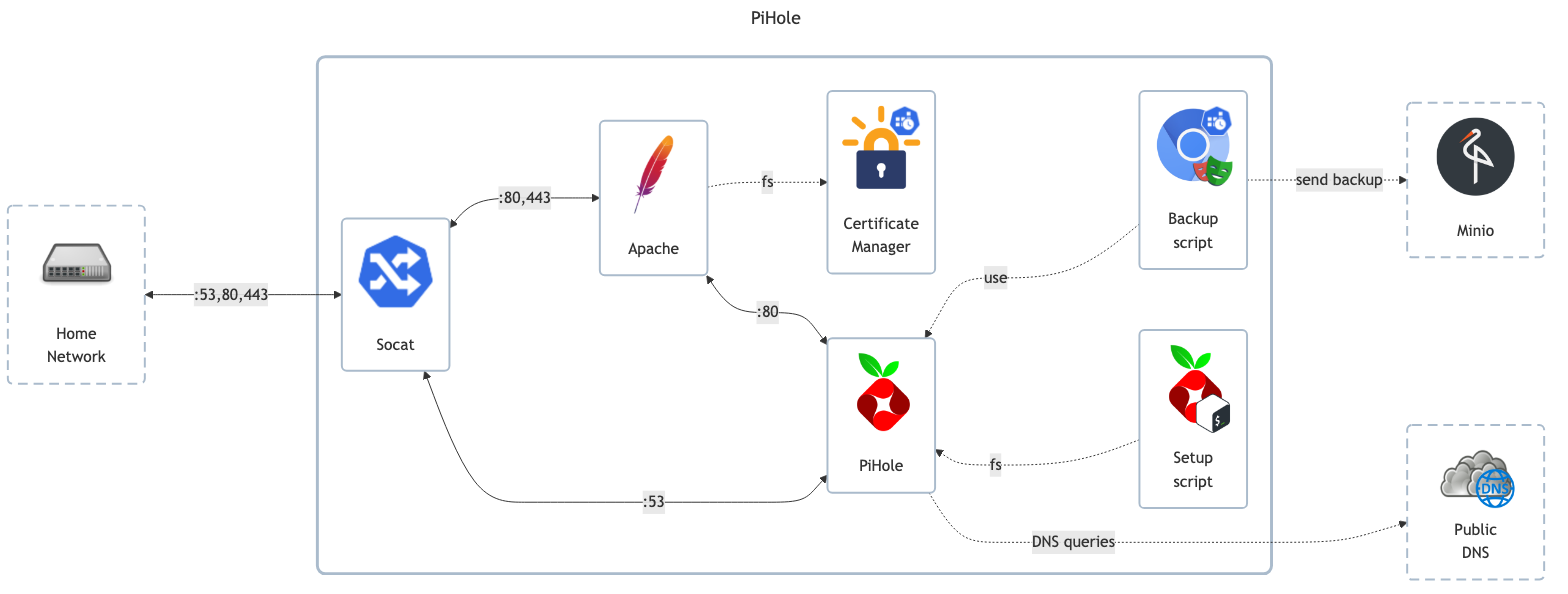 PiHole
Home
Network
:53,80,443
Socat
:80,443
Apache
fs
Certificate
Manager
:80
PiHole
:53
use
Backup
script
fs
$_
Setup
script
DNS queries
send backup
Minio
DNS
Public
DNS